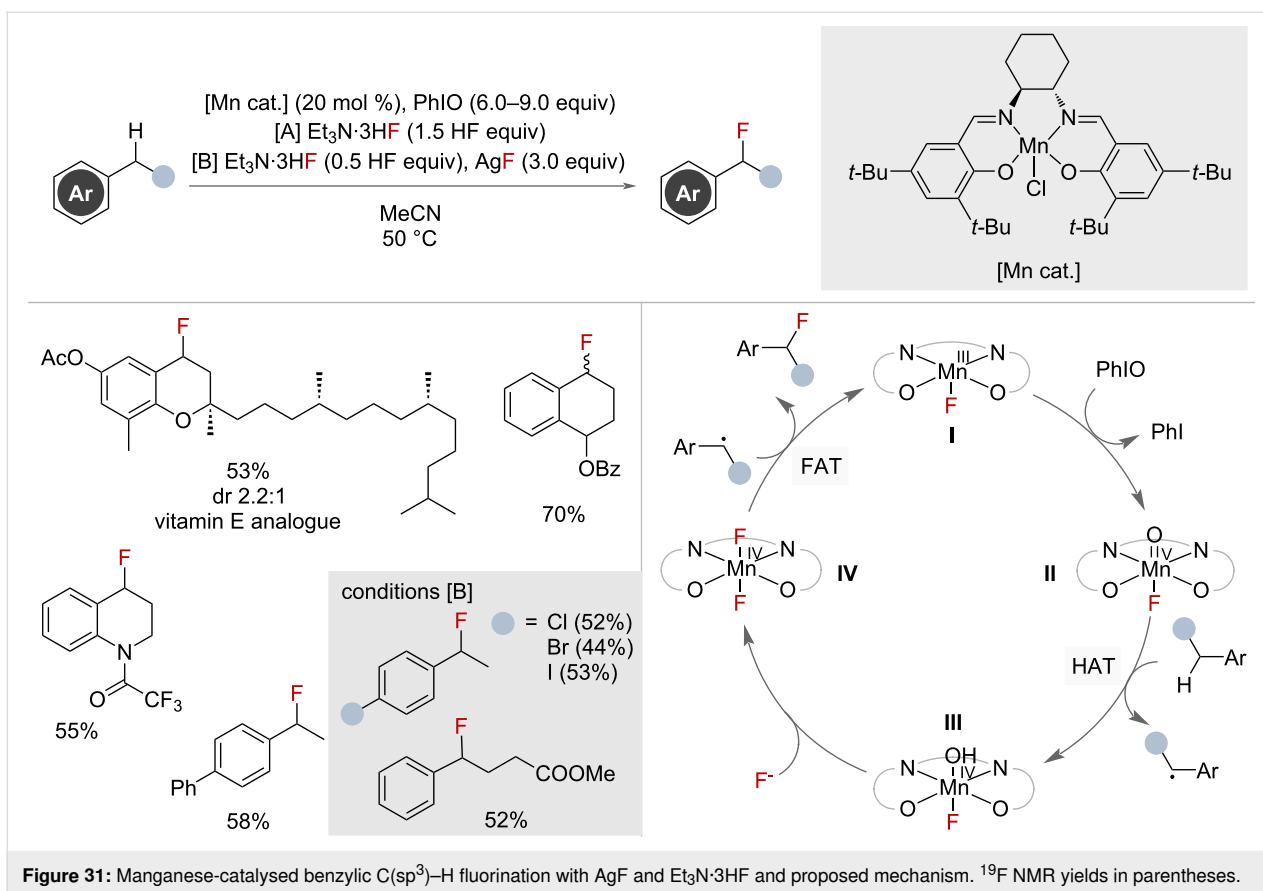 [Mn cat.] (20 mol %), PhIO (6.0–9.0 equiv)
[A] Et₃N·3HF (1.5 HF equiv)
[B] Et₃N·3HF (0.5 HF equiv), AgF (3.0 equiv)
MeCN
50 °C
H
Ar
F
Ar
N
N
Mn
O
O
Cl
t-Bu
t-Bu
t-Bu
t-Bu
[Mn cat.]
F
AcO
O
53%
dr 2.2:1
vitamin E analogue
F
OBz
70%
F
N
O
CF₃
55%
F
Ph
58%
conditions [B]
F
= Cl (52%)
Br (44%)
I (53%)
F
COOMe
52%
F
Ar
Ar
FAT
N
III
N
Mn
O
O
F
I
PhIO
PhI
O
N
V
N
Mn
O
O
F
II
HAT
Ar
H
Ar
III
OH
N
IV
N
Mn
O
O
F
F-
F
N
IV
N
Mn
O
O
F
IV
Figure 31: Manganese-catalysed benzylic C(sp³)–H fluorination with AgF and Et₃N·3HF and proposed mechanism. ¹⁹F NMR yields in parentheses.